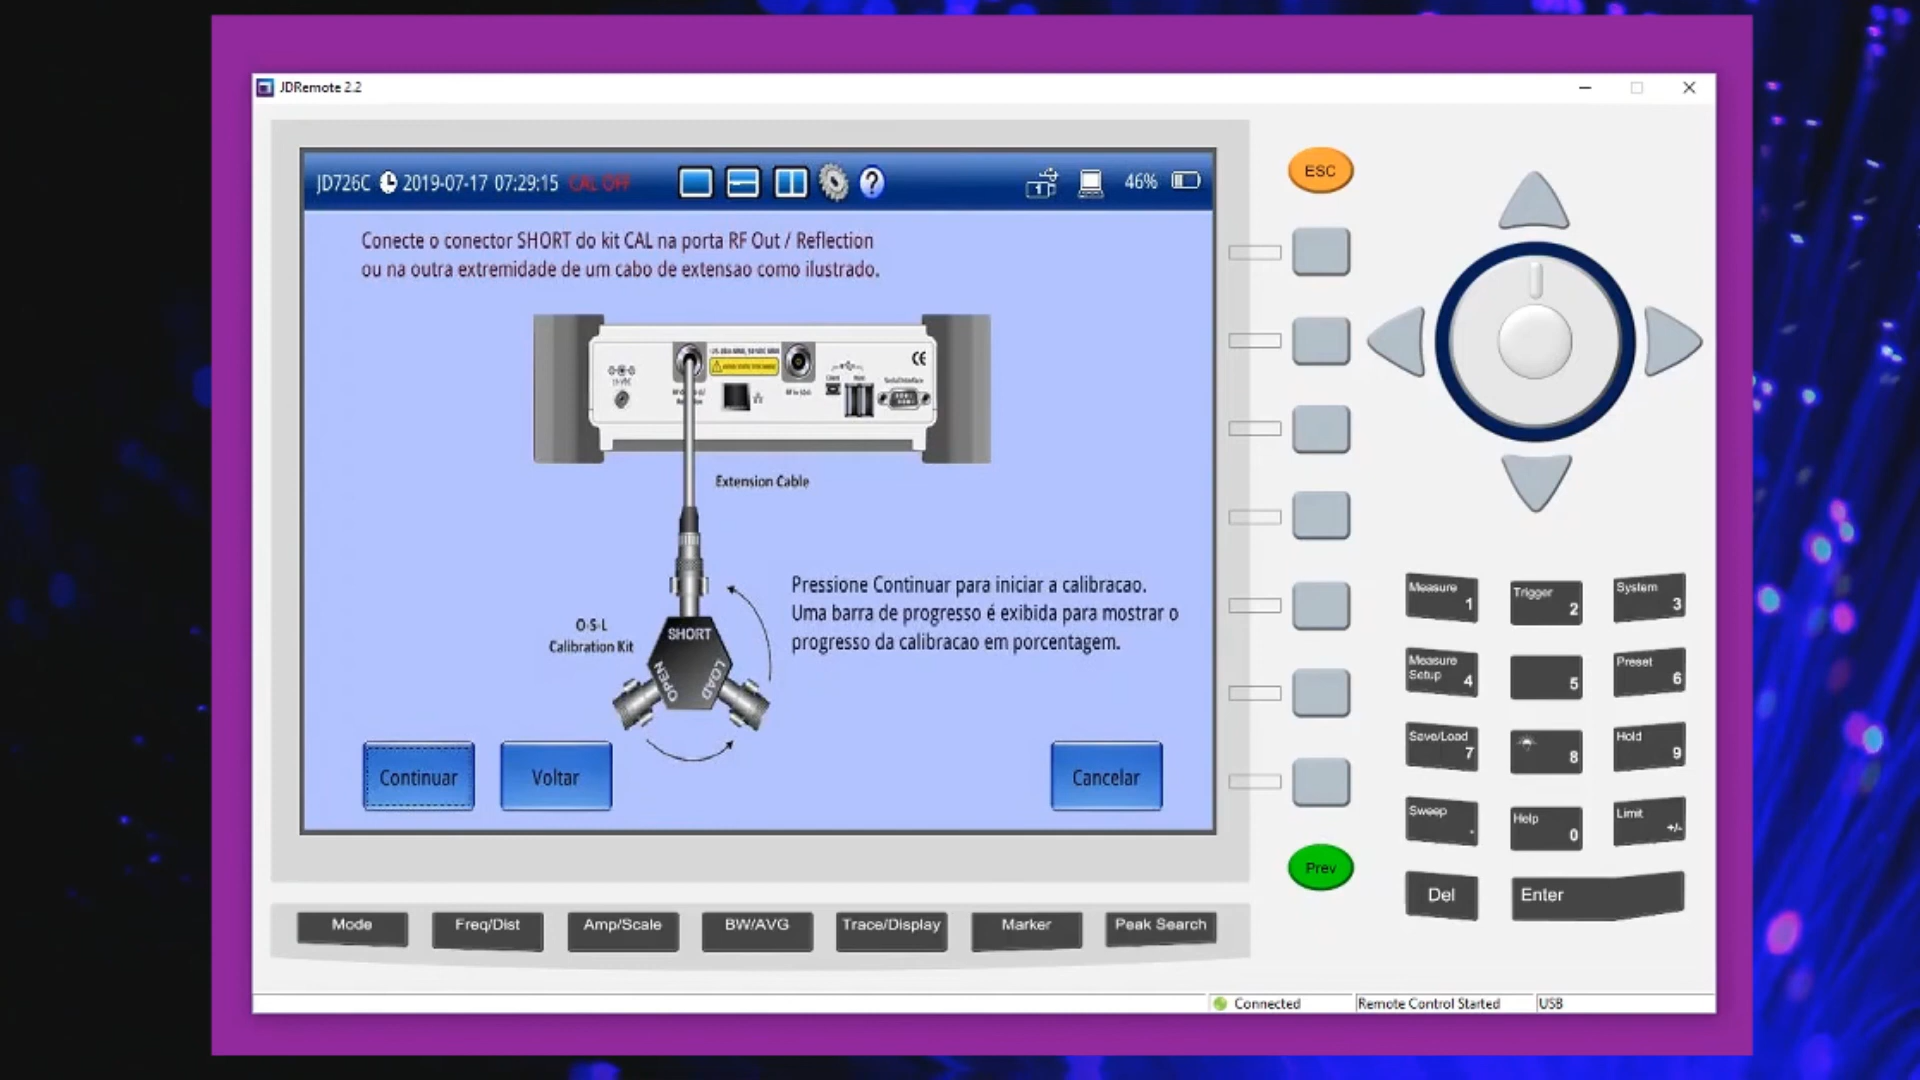 JDRemote 2.2
JD726C 2019-07-17 07:29:15 CAL OFF
46%
Conecte o conector SHORT do kit CAL na porta RF Out / Reflection
ou na outra extremidade de um cabo de extensao como ilustrado.
Extension Cable
O-S-L
Calibration Kit
SHORT
OPEN
LOAD
Pressione Continuar para iniciar a calibracao.
Uma barra de progresso é exibida para mostrar o
progresso da calibracao em porcentagem.
Continuar
Voltar
Cancelar
ESC
Prev
Measure 1
Trigger 2
System 3
Measure
Setup 4
5
Preset 6
Save/Load 7
8
Hold 9
Sweep .
Help 0
Limit +/-
Del
Enter
Mode
Freq/Dist
Amp/Scale
BW/AVG
Trace/Display
Marker
Peak Search
Connected
Remote Control Started
USB